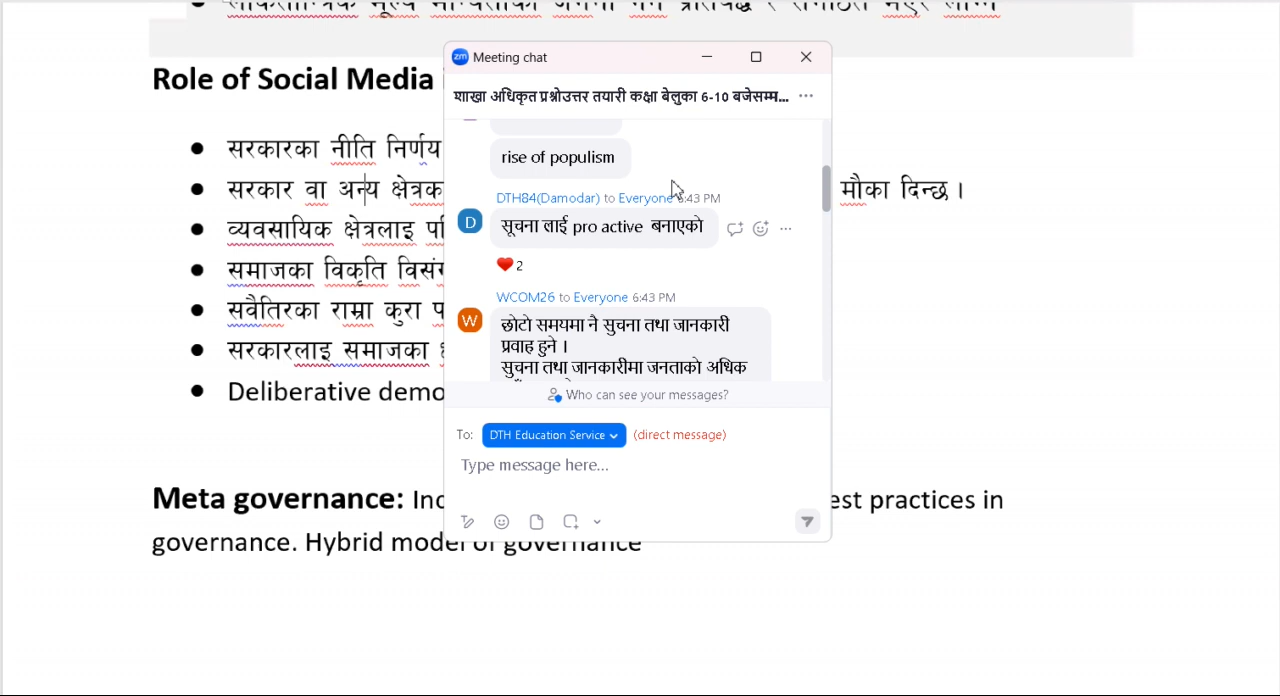 Role of Social Media
सरकारका नीति निर्णय
सरकार वा अन्य क्षेत्रक
मौका दिन्छ ।
व्यवसायिक क्षेत्रलाइ
समाजका विकृति
सवैतिरका राम्रा कुरा
सरकारलाइ समाजका
Deliberative demo
Meta governance:
est practices in
governance. Hybrid model of governance
zm Meeting chat
शाखा अधिकृत प्रश्नोउत्तर तयारी कक्षा बेलुका 6-10 बजेसम्म...
rise of populism
DTH84(Damodar) to Everyone 6:43 PM
D
सूचना लाई pro active बनाएको
2
WCOM26 to Everyone 6:43 PM
W
छोटो समयमा नै सुचना तथा जानकारी
प्रवाह हुने ।
सुचना तथा जानकारीमा जनताको अधिक
Who can see your messages?
To: DTH Education Service (direct message)
Type message here...